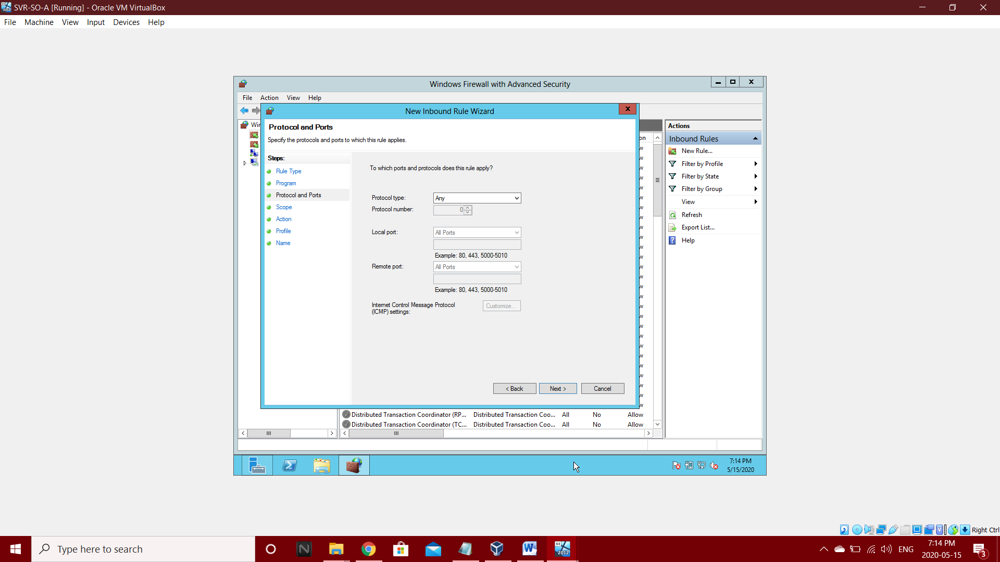 SVR-SO-A [Running] - Oracle VM VirtualBox
File Machine View Input Devices Help
Windows Firewall with Advanced Security
File Action View Help
New Inbound Rule Wizard
Protocol and Ports
Specify the protocols and ports to which this rule applies.
Steps:
Rule Type
Program
Protocol and Ports
Scope
Action
Profile
Name
To which ports and protocols does this rule apply?
Protocol type: Any
Protocol number: 0
Local port: All Ports
Example: 80, 443, 5000-5010
Remote port: All Ports
Example: 80, 443, 5000-5010
Internet Control Message Protocol
(ICMP) settings:
Customize...
< Back Next > Cancel
Actions
Inbound Rules
New Rule...
Filter by Profile
Filter by State
Filter by Group
View
Refresh
Export List...
Help
Distributed Transaction Coordinator (RP... Distributed Transaction Coo... All No Allow
Distributed Transaction Coordinator (TC... Distributed Transaction Coo... All No Allow
7:14 PM
5/15/2020
Right Ctrl
Type here to search
ENG
7:14 PM
2020-05-15
3